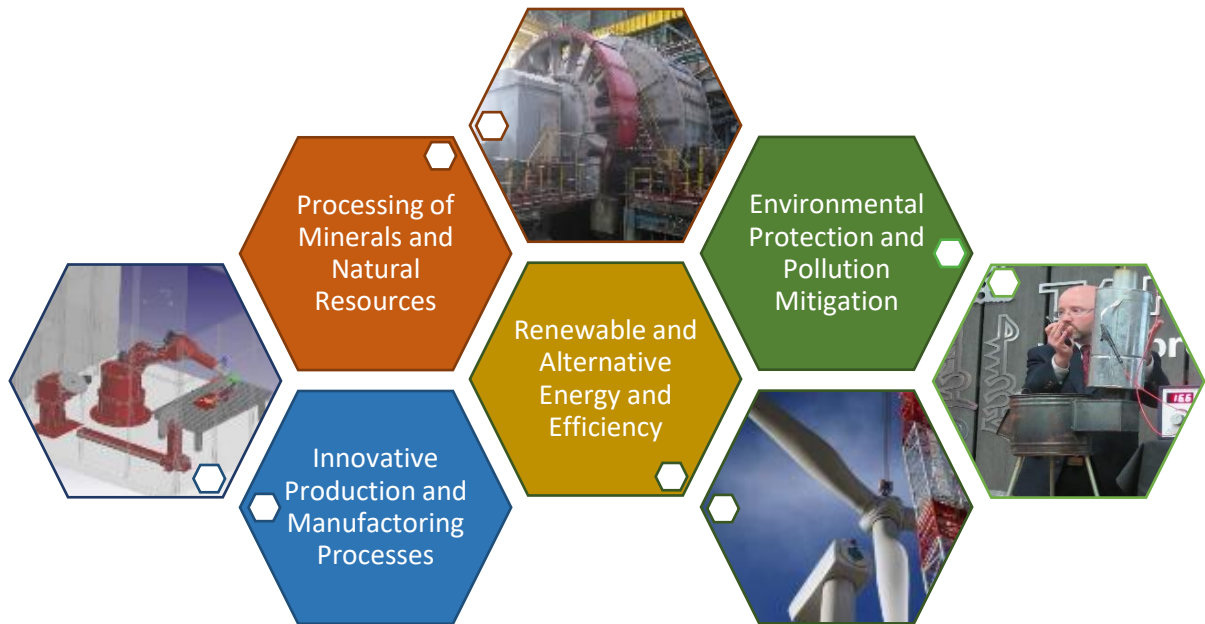 Processing of
Minerals and
Natural
Resources
Environmental
Protection and
Pollution
Mitigation
Renewable and
Alternative
Energy and
Efficiency
Innovative
Production and
Manufactoring
Processes
166